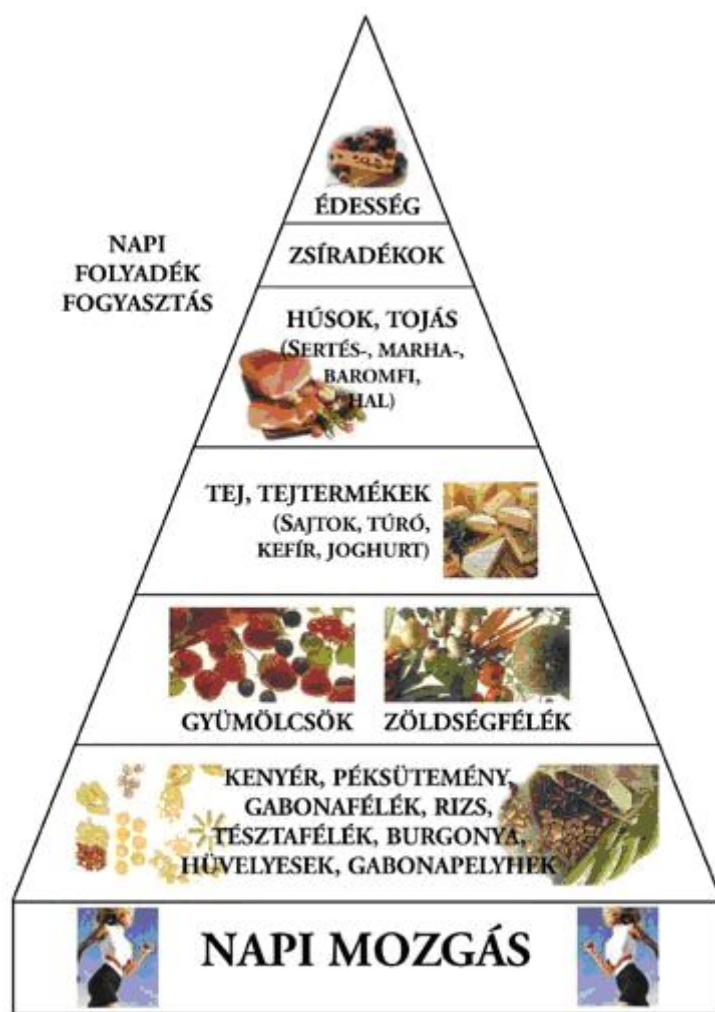 ÉDESSÉG
NAPI
FOLYADÉK
FOGYASZTÁS
ZSÍRADÉKOK
HÚSOK, TOJÁS
(SERTÉS-, MARHA-,
BAROMFI,
HAL)
TEJ, TEJTERMÉKEK
(SAJTOK, TÚRÓ,
KEFÍR, JOGHURT)
GYÜMÖLCSÖK ZÖLDSÉGFÉLÉK
KENYÉR, PÉKSÜTEMÉNY,
GABONAFÉLÉK, RIZS,
TÉSZTAFÉLÉK, BURGONYA,
HÜVELYESEK, GABONAPELYHEK
NAPI MOZGÁS